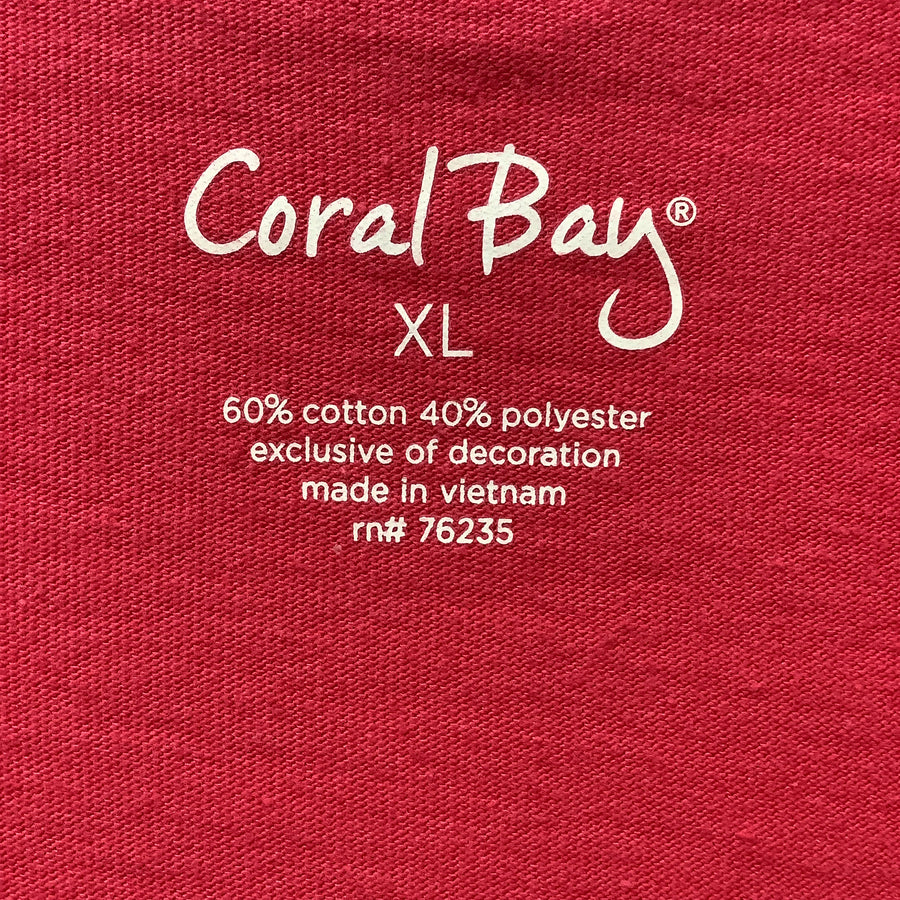 Coral Bay®
XL
60% cotton 40% polyester
exclusive of decoration
made in vietnam
rn# 76235